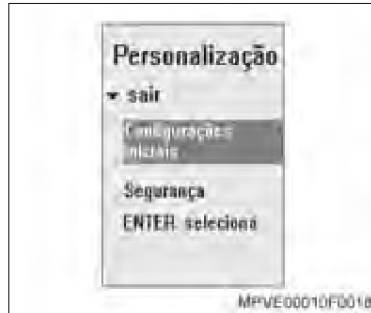 Personalização
sair
Configurações
iniciais
Segurança
ENTER seleciona
MPVE00010F0018